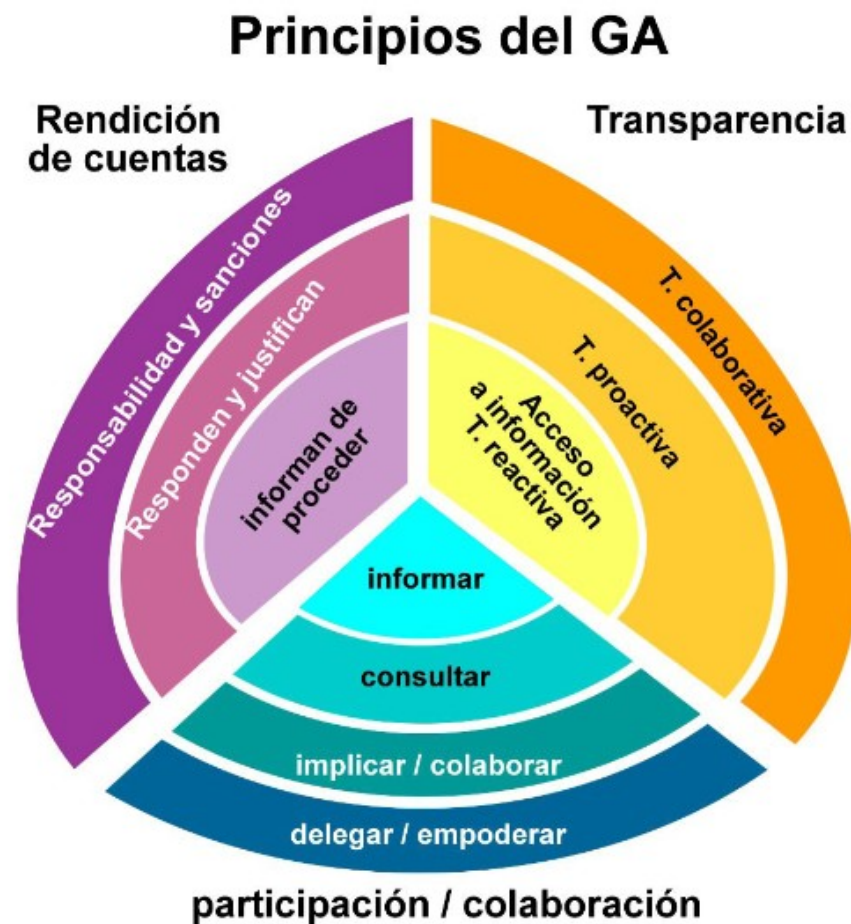 Principios del GA
Rendición
de cuentas
Transparencia
Responsabilidad y sanciones
Responden y justifican
informan de
proceder
T. colaborativa
T. proactiva
Acceso
a información
T. reactiva
informar
consultar
implicar / colaborar
delegar / empoderar
participación / colaboración